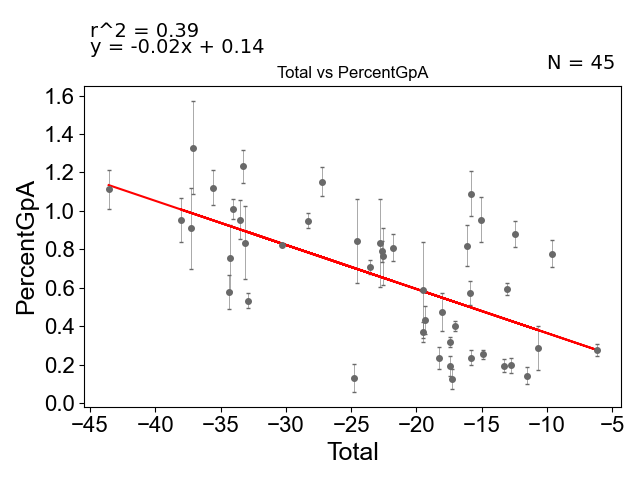 r^2 = 0.39
y = -0.02x + 0.14
N = 45
Total vs PercentGpA
1.6
1.4
1.2
1.0
0.8
0.6
0.4
0.2
0.0
PercentGpA
−45 −40 −35 −30 −25 −20 −15 −10 −5
Total